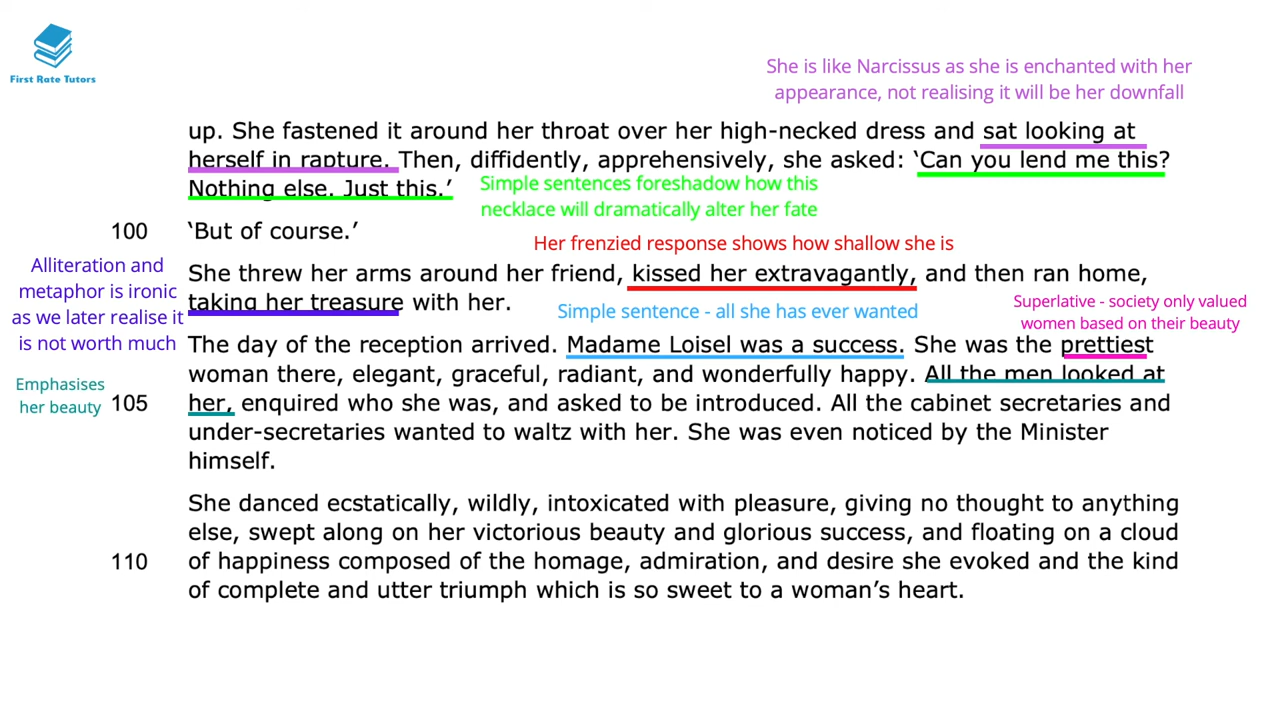 First Rate Tutors
She is like Narcissus as she is enchanted with her
appearance, not realising it will be her downfall
up. She fastened it around her throat over her high-necked dress and sat looking at
herself in rapture. Then, diffidently, apprehensively, she asked: ‘Can you lend me this?
Nothing else. Just this.’
Simple sentences foreshadow how this
necklace will dramatically alter her fate
100 ‘But of course.’
Her frenzied response shows how shallow she is
Alliteration and
metaphor is ironic
as we later realise it
is not worth much
She threw her arms around her friend, kissed her extravagantly, and then ran home,
taking her treasure with her.
Simple sentence - all she has ever wanted
Superlative - society only valued
women based on their beauty
The day of the reception arrived. Madame Loisel was a success. She was the prettiest
woman there, elegant, graceful, radiant, and wonderfully happy. All the men looked at
Emphasises
her beauty
105 her, enquired who she was, and asked to be introduced. All the cabinet secretaries and
under-secretaries wanted to waltz with her. She was even noticed by the Minister
himself.
She danced ecstatically, wildly, intoxicated with pleasure, giving no thought to anything
else, swept along on her victorious beauty and glorious success, and floating on a cloud
110 of happiness composed of the homage, admiration, and desire she evoked and the kind
of complete and utter triumph which is so sweet to a woman’s heart.